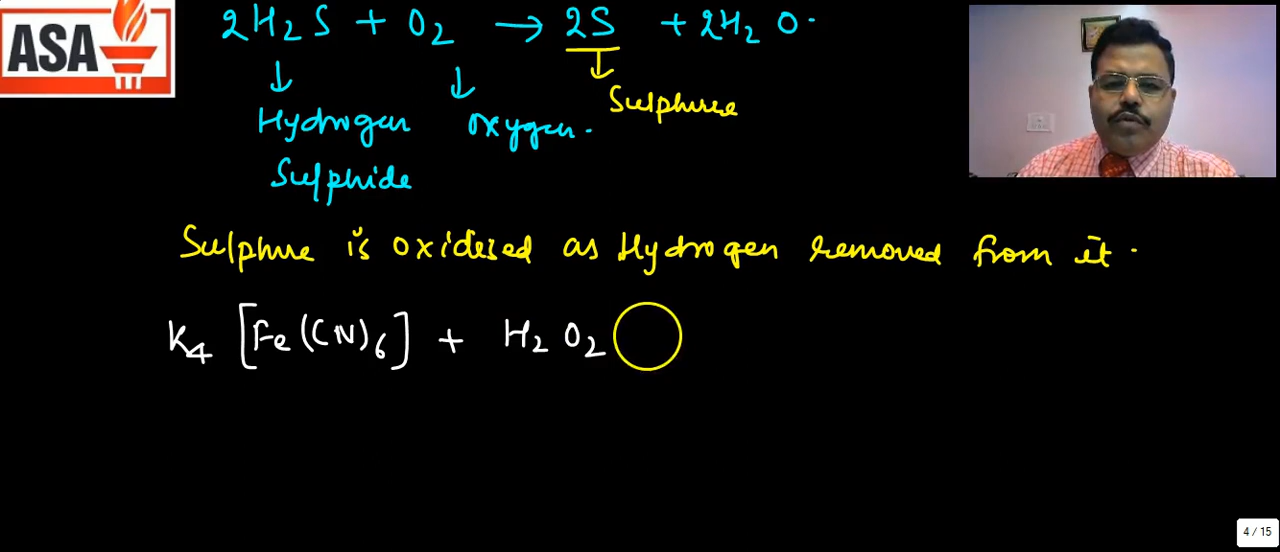 ASA
2H₂S + O₂ → 2S + 2H₂O.
Hydrogen Sulphide
Oxygen.
Sulphure
Sulphure is oxidised as Hydrogen removed from it.
K₄ [Fe(CN)₆] + H₂O₂
4 / 15